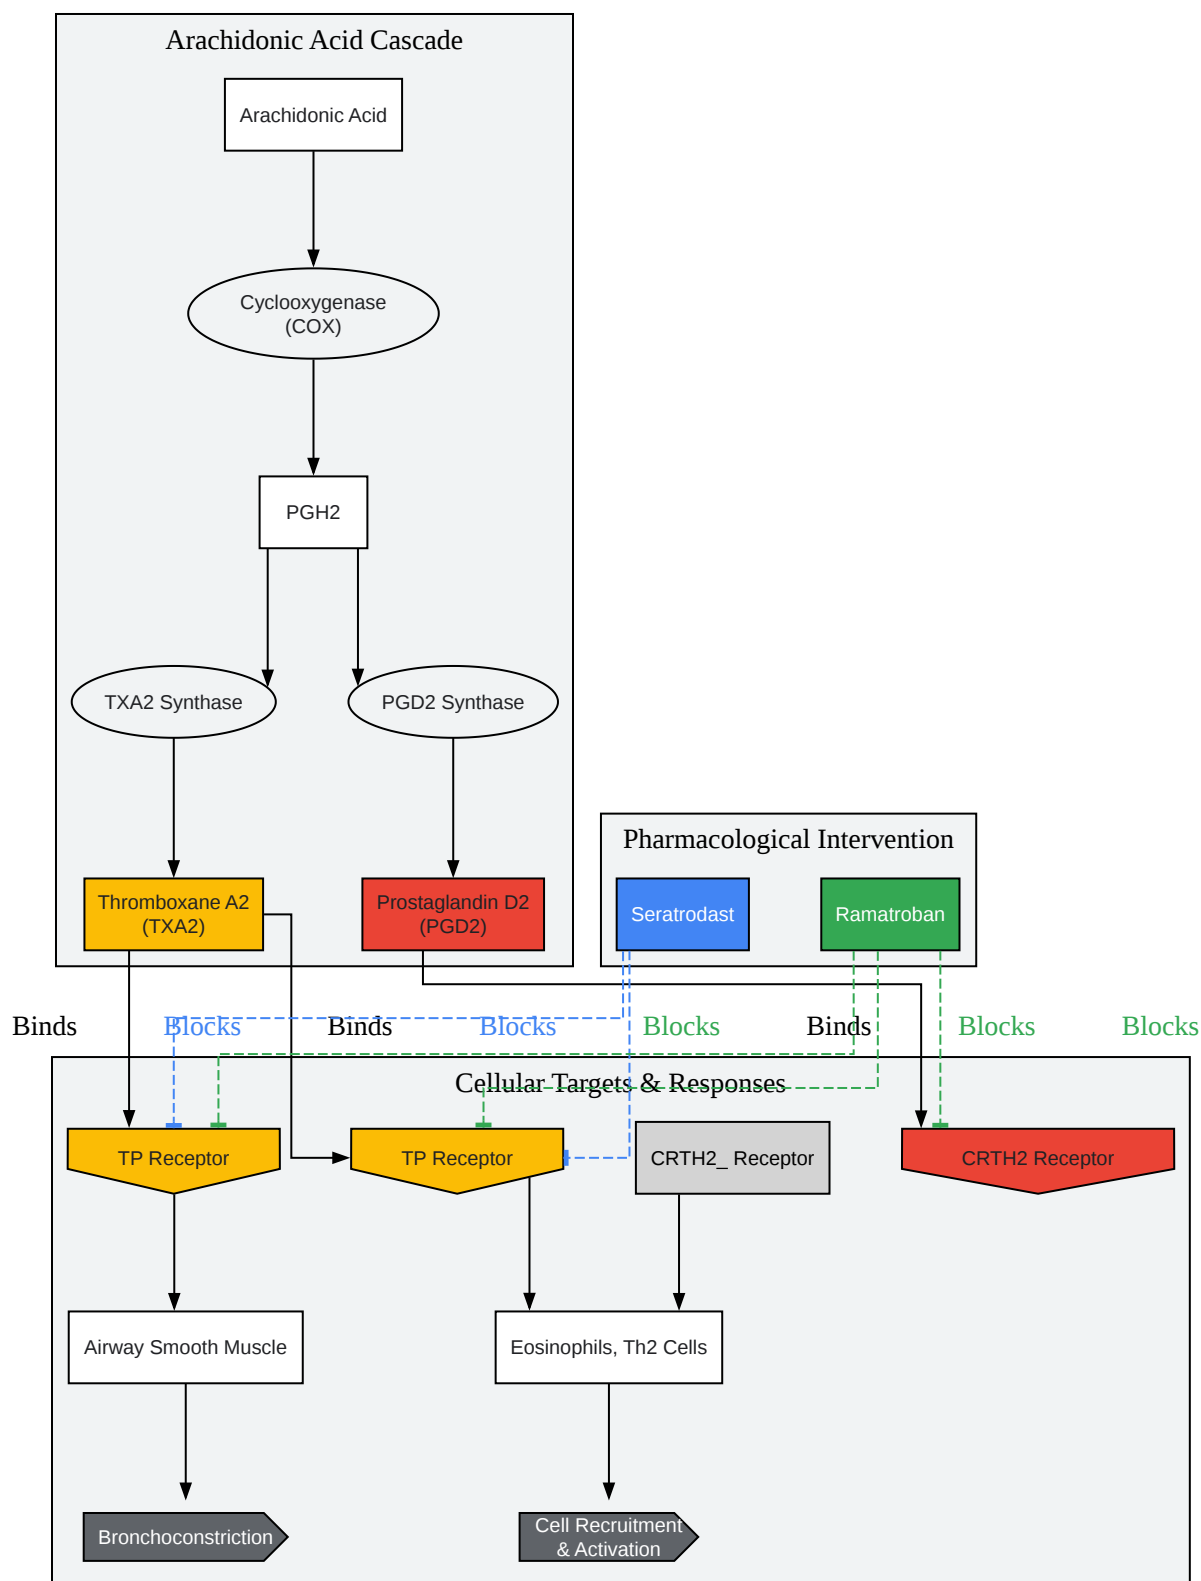 Arachidonic Acid Cascade
Arachidonic Acid
Cyclooxygenase
(COX)
PGH2
TXA2 Synthase
PGD2 Synthase
Pharmacological Intervention
Thromboxane A2
(TXA2)
Prostaglandin D2
(PGD2)
Seratrodast
Ramatroban
Binds
Blocks
Binds
Blocks
Blocks
Binds
Blocks
Blocks
Cellular Targets & Responses
TP Receptor
TP Receptor
CRTH2_ Receptor
CRTH2 Receptor
Airway Smooth Muscle
Eosinophils, Th2 Cells
Bronchoconstriction
Cell Recruitment
& Activation